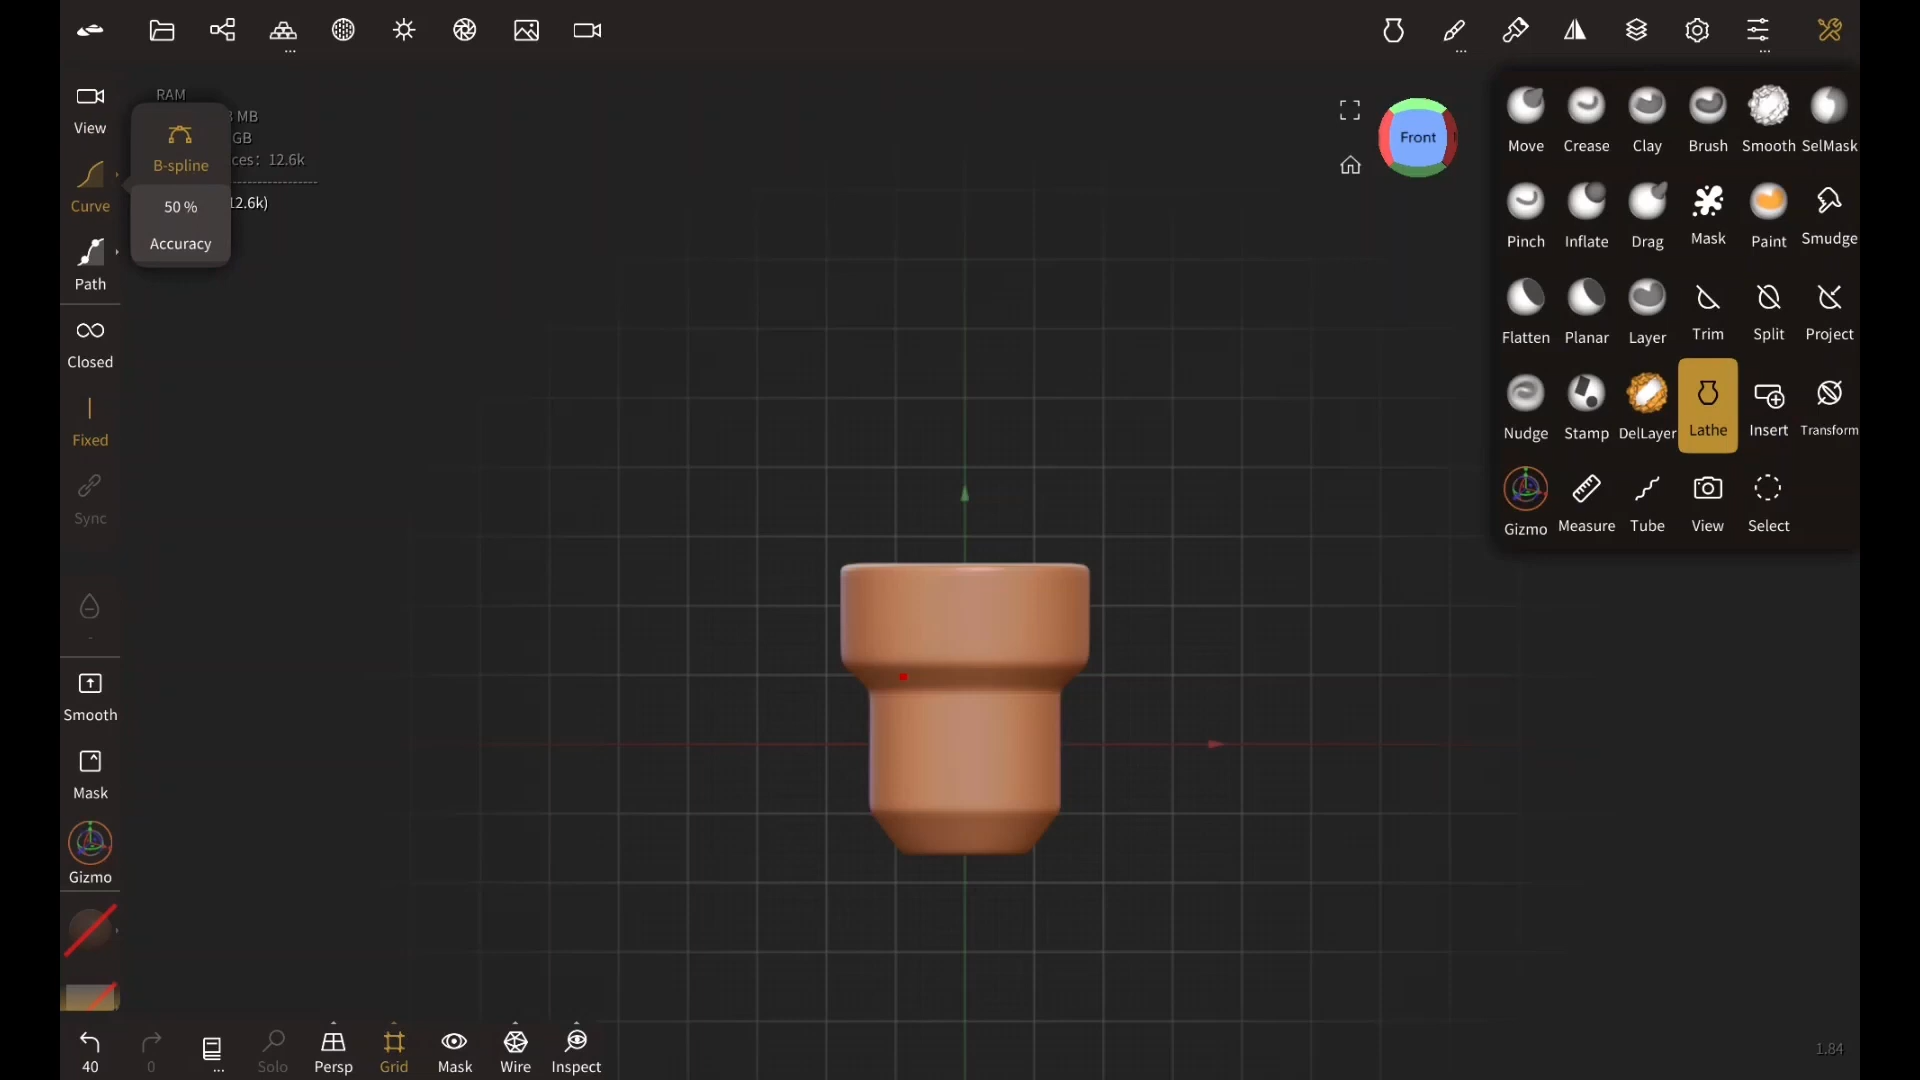 RAM
3 MB
GB
ces: 12.6k
12.6k)
View
Curve
Path
Closed
Fixed
Sync
-
Smooth
Mask
Gizmo
B-spline
50 %
Accuracy
Front
Move Crease Clay Brush Smooth SelMask
Pinch Inflate Drag Mask Paint Smudge
Flatten Planar Layer Trim Split Project
Nudge Stamp DelLayer Lathe Insert Transform
Gizmo Measure Tube View Select
40 0 ... Solo Persp Grid Mask Wire Inspect
1.84